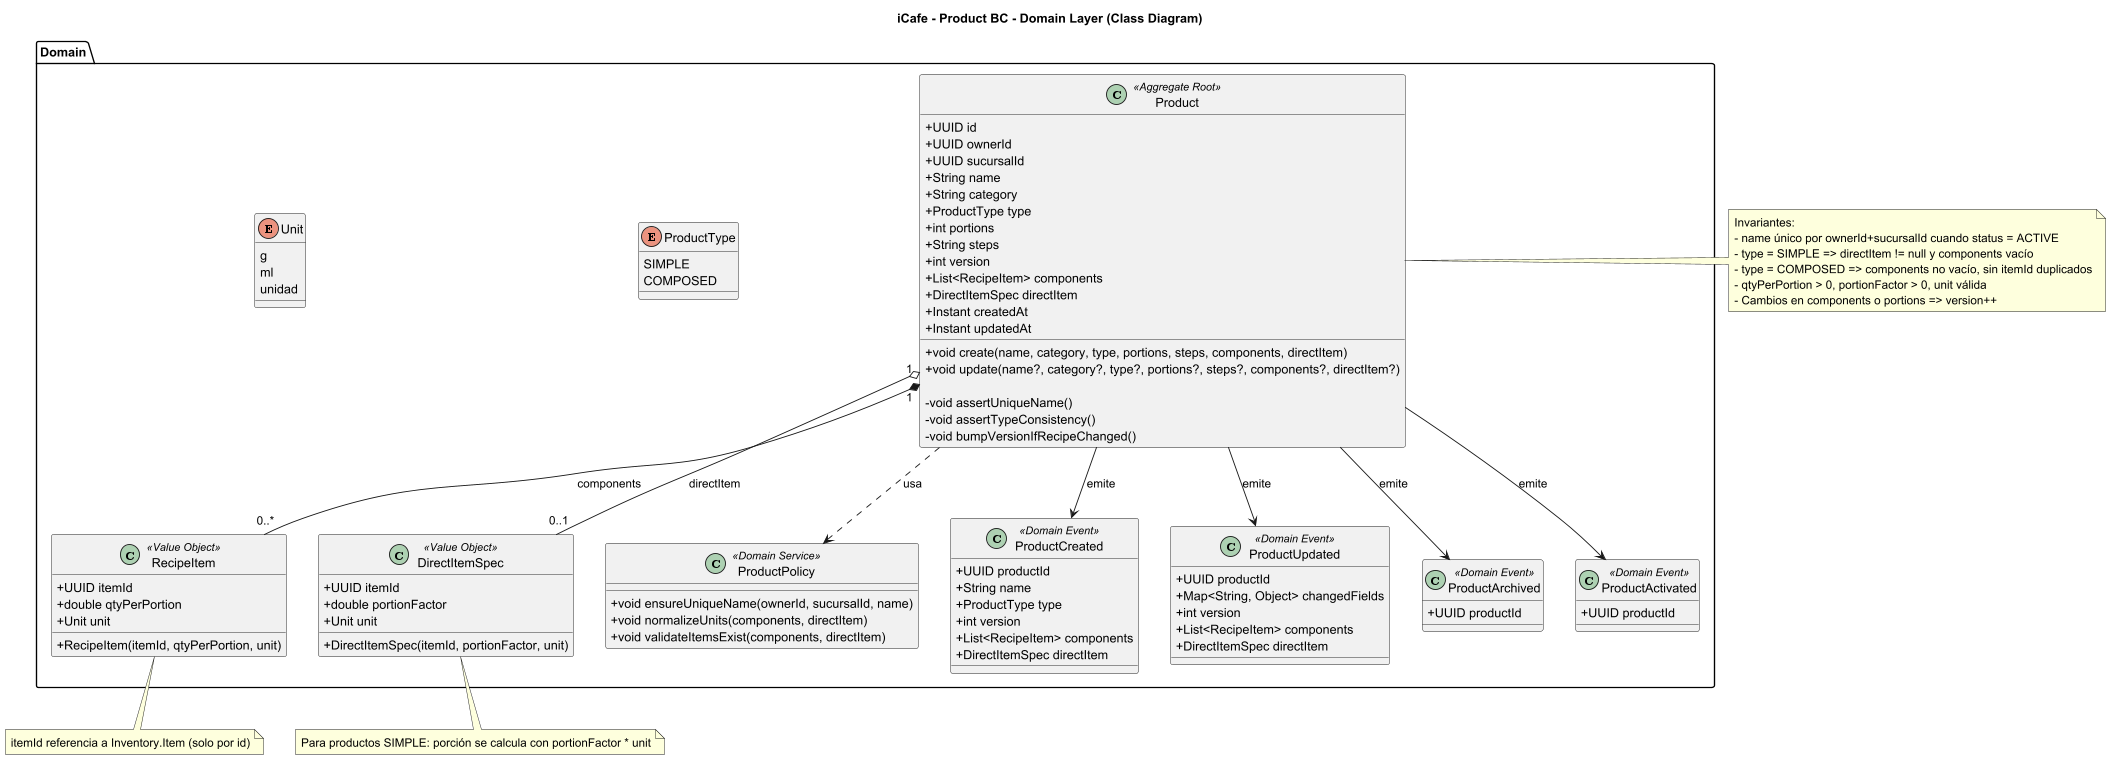 iCafe - Product BC - Domain Layer (Class Diagram)
Domain
C
«Aggregate Root»
Product
+UUID id
+UUID ownerId
+UUID sucursalId
+String name
+String category
+ProductType type
+int portions
+String steps
+int version
+List<RecipeItem> components
+DirectItemSpec directItem
+Instant createdAt
+Instant updatedAt
+void create(name, category, type, portions, steps, components, directItem)
+void update(name?, category?, type?, portions?, steps?, components?, directItem?)
-void assertUniqueName()
-void assertTypeConsistency()
-void bumpVersionIfRecipeChanged()
E
Unit
g
ml
unidad
E
ProductType
SIMPLE
COMPOSED
Invariantes:
- name único por ownerId+sucursalId cuando status = ACTIVE
- type = SIMPLE => directItem != null y components vacío
- type = COMPOSED => components no vacío, sin itemId duplicados
- qtyPerPortion > 0, portionFactor > 0, unit válida
- Cambios en components o portions => version++
1
1
components
directItem
usa
emite
emite
emite
emite
0..*
0..1
C
«Value Object»
RecipeItem
+UUID itemId
+double qtyPerPortion
+Unit unit
+RecipeItem(itemId, qtyPerPortion, unit)
C
«Value Object»
DirectItemSpec
+UUID itemId
+double portionFactor
+Unit unit
+DirectItemSpec(itemId, portionFactor, unit)
C
«Domain Service»
ProductPolicy
+void ensureUniqueName(ownerId, sucursalId, name)
+void normalizeUnits(components, directItem)
+void validateItemsExist(components, directItem)
C
«Domain Event»
ProductCreated
+UUID productId
+String name
+ProductType type
+int version
+List<RecipeItem> components
+DirectItemSpec directItem
C
«Domain Event»
ProductUpdated
+UUID productId
+Map<String, Object> changedFields
+int version
+List<RecipeItem> components
+DirectItemSpec directItem
C
«Domain Event»
ProductArchived
+UUID productId
C
«Domain Event»
ProductActivated
+UUID productId
itemId referencia a Inventory.Item (solo por id)
Para productos SIMPLE: porción se calcula con portionFactor * unit